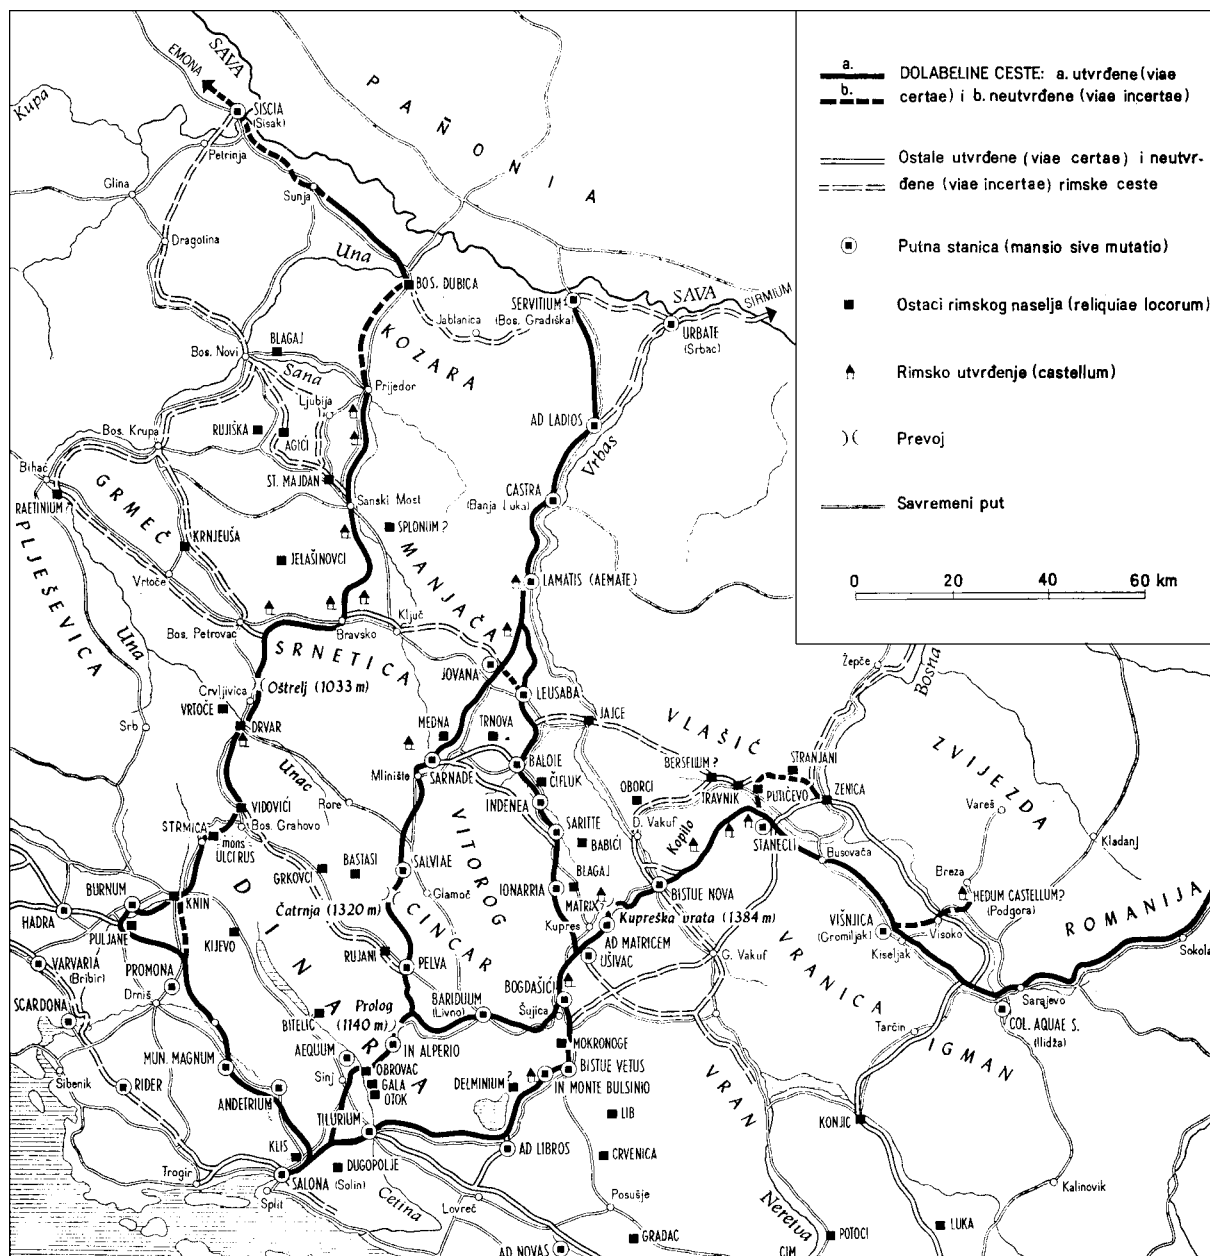 SAVA
EMONA
Kupa
SISCIA
(Sisak)
Petrinja
PAÑONIA
Glina
Sunja
Dragolina
Una
BOS. DUBICA
SERVITIUM
(Bos. Gradiška)
SAVA
SIRMIUM
URBATE
(Srbac)
Jablanica
KOZARA
Bos. Novi
BLAGAJ
Sana
Prijedor
Ljubija
RUJIŠKA
AGIĆI
AD LADIOS
Vrbas
Bos. Krupa
Bihać
ST. MAJDAN
Sanski Most
CASTRA
(Banja Luka)
RAETINIUM ?
GRMEČ
PLJEŠEVICA
KRNJEUŠA
JELAŠINOVCI
SPLONUM ?
MANJAČA
Vrtoče
LAMATIS (AEMATE)
Una
Bos. Petrovac
Bravsko
Ključ
SRNETICA
JOVANA
LEUSABA
Crvljivica
Oštrelj (1033 m)
VRTOČE
DRVAR
Srb
MEDNA
TRNOVA
JAJCE
VLAŠIĆ
Žepče
Bosna
Unac
Mlinište
SARNADE
BALOIE
ČIFLUK
BERSELLUM ?
STRANJANI
ZVIJEZDA
Rore
INDENEA
OBORCI
TRAVNIK
PUTIČEVO
ZENICA
Vareš
VIDOVIĆI
Bos. Grahovo
STRMICA
mons
ULCIRUS
VITOROG
SARITTE
BABIĆI
D. Vakuf
Kopilo
STANECLI
Busovača
Kladanj
GRKOVCI
BASTASI
SALVIAE
Glamoč
BLAGAJ
IONARRIA
MATRIX ?
BISTUE NOVA
Breza
HEDUM CASTELLUM ?
(Podgora)
BURNUM
KNIN
HADRA
Čatrnja (1320 m)
CINCAR
Kupres
Kupreška vrata (1384 m)
VIŠNJICA
(Gromiljak)
Visoko
ROMANIJA
PULJANE
KIJEVO
DINARA
AD MATRICEM
UŠIVAC
VRANICA
Kiseljak
Sokolac
VARVARIA
(Bribir)
PROMONA
RUJANI
PELVA
G. Vakuf
SCARDONA
Drniš
Prolog
(1140 m)
BARIDUUM
(Livno)
BOGDAŠIĆI
Šujica
Sarajevo
BITELIĆ
Tarčin
COL. AQUAE S.
(Ilidža)
AEQUUM
IN ALPERIO
MOKRONOGE
IGMAN
MUN. MAGNUM
Sinj
OBROVAC
BISTUE VETUS
IN MONTE BULSINIO
VRAN
Šibenik
RIDER
ANDETRIUM
GALA
OTOK
DELMINIUM ?
LIB
KONJIC
TILURIUM
KLIS
AD LIBROS
CRVENICA
Trogir
SALONA
(Solin)
DUGOPOLJE
Split
Cetina
Lovreč
Posušje
Neretva
Kalinovik
AD NOVAS
GRADAC
POTOCI
LUKA
CIM
a.
b.
DOLABELINE CESTE: a. utvrđene (viae
certae) i b. neutvrđene (viae incertae)
Ostale utvrđene (viae certae) i neutvr-
đene (viae incertae) rimske ceste
Putna stanica (mansio sive mutatio)
Ostaci rimskog naselja (reliquiae locorum)
Rimsko utvrđenje (castellum)
Prevoj
Savremeni put
0 20 40 60 km